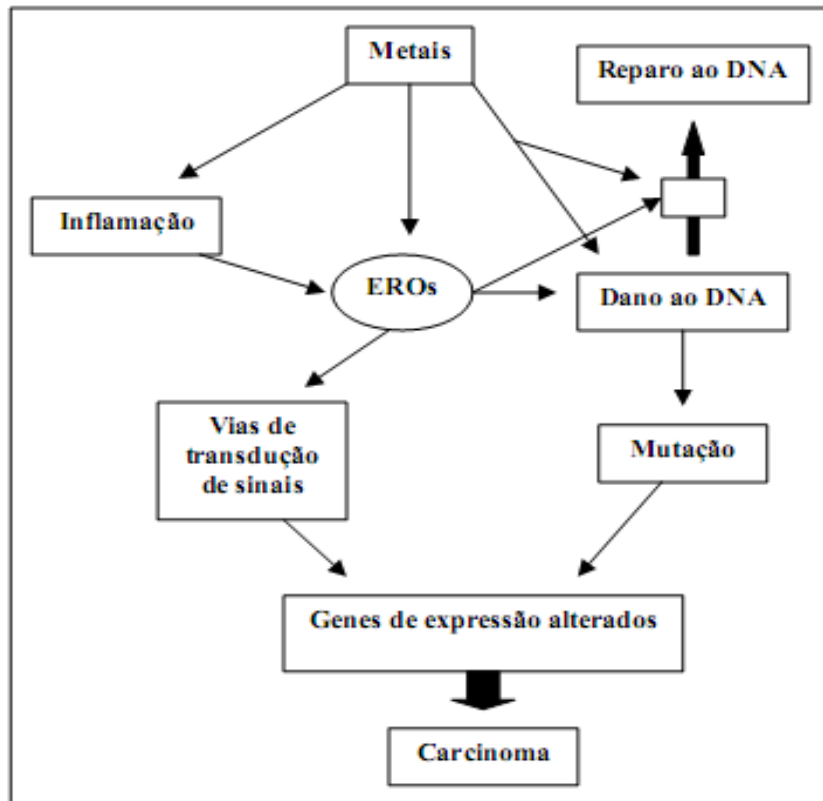 Metais
Reparo ao DNA
Inflamação
EROs
Dano ao DNA
Vias de
transdução
de sinais
Mutação
Genes de expressão alterados
Carcinoma